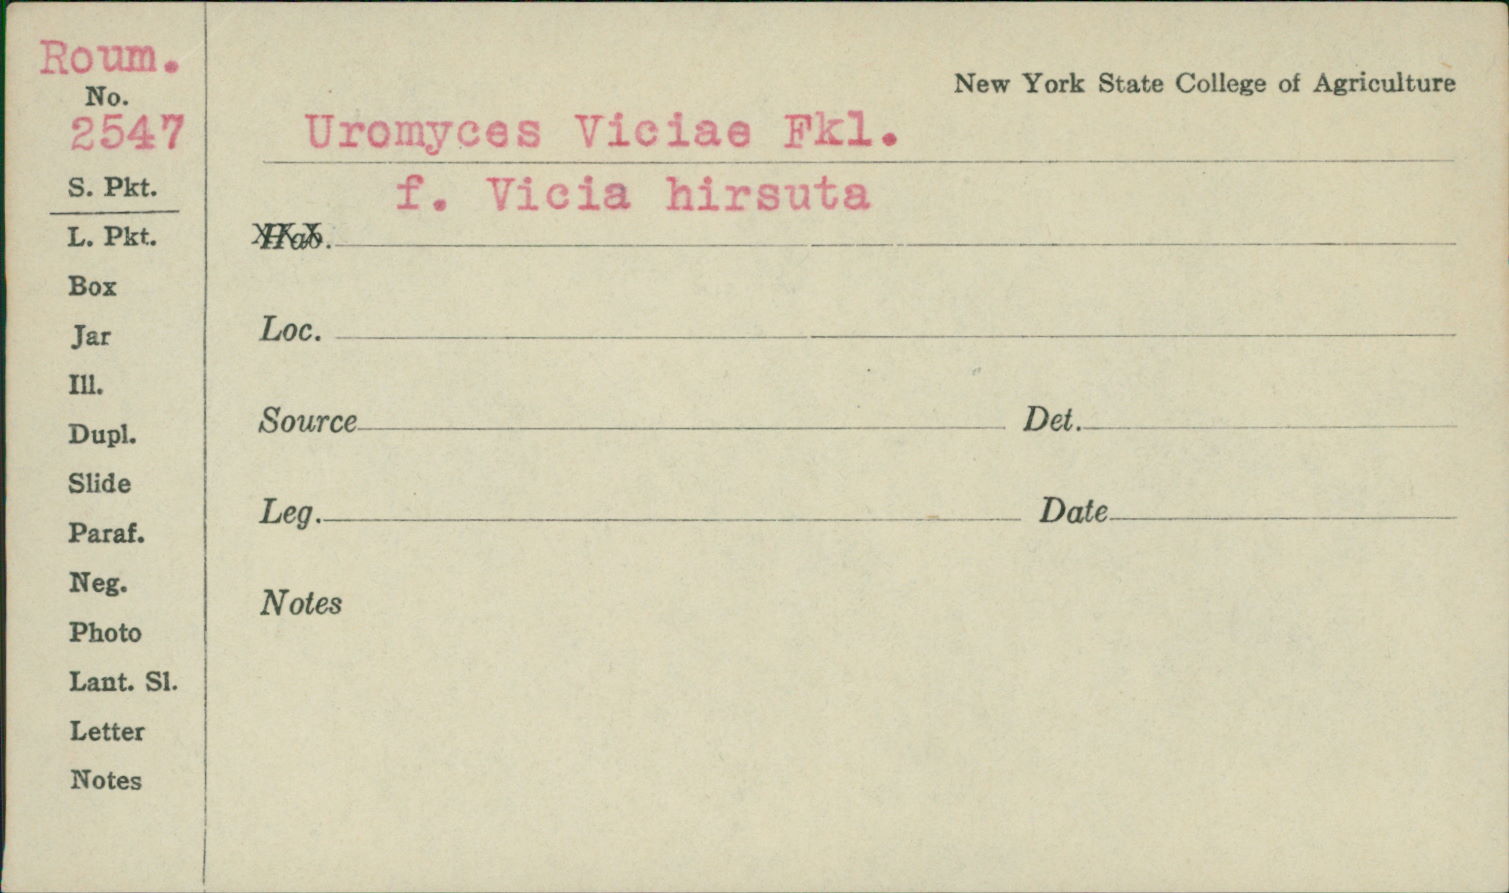 Roum.
No.
2547
S. Pkt.
L. Pkt.
Box
Jar
Ill.
Dupl.
Slide
Paraf.
Neg.
Photo
Lant. Sl.
Letter
Notes
New York State College of Agriculture
Uromyces Viciae Fkl.
f. Vicia hirsuta
Hab.
Loc.
Source Det.
Leg. Date
Notes